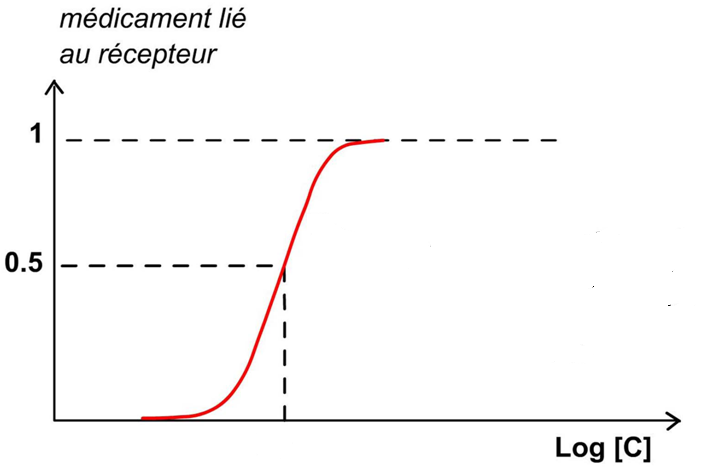 médicament lié
au récepteur
1
0.5
Log [C]